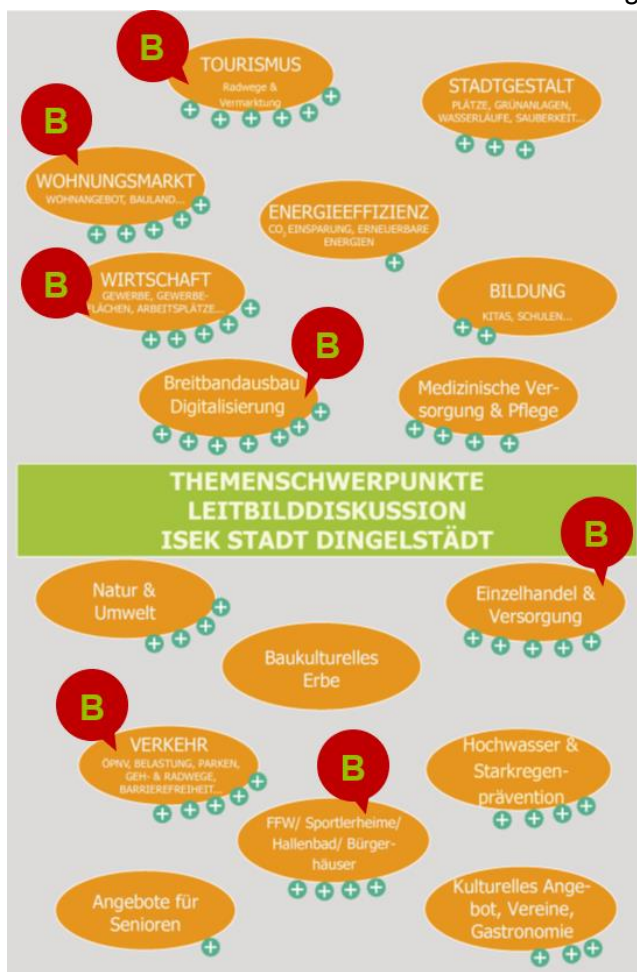 B
TOURISMUS
Radwege &
Vermarktung
STADTGESTALT
PLÄTZE, GRÜNANLAGEN,
WASSERLÄUFE, SAUBERKEIT...
B
WOHNUNGSMARKT
WOHNANGEBOT, BAULAND...
ENERGIEEFFIZIENZ
CO₂ EINSPARUNG, ERNEUERBARE
ENERGIEN
B
WIRTSCHAFT
GEWERBE, GEWERBE-
FLÄCHEN, ARBEITSPLÄTZE...
BILDUNG
KITAS, SCHULEN...
B
Breitbandausbau
Digitalisierung
Medizinische Ver-
sorgung & Pflege
THEMENSCHWERPUNKTE
LEITBILDDISKUSSION
ISEK STADT DINGELSTÄDT
B
Natur &
Umwelt
Einzelhandel &
Versorgung
Baukulturelles
Erbe
B
VERKEHR
ÖPNV, BELASTUNG, PARKEN,
GEH- & RADWEGE,
BARRIEREFREIHEIT...
Hochwasser &
Starkregen-
prävention
B
FFW/ Sportlerheime/
Hallenbad/ Bürger-
häuser
Angebote für
Senioren
Kulturelles Ange-
bot, Vereine,
Gastronomie